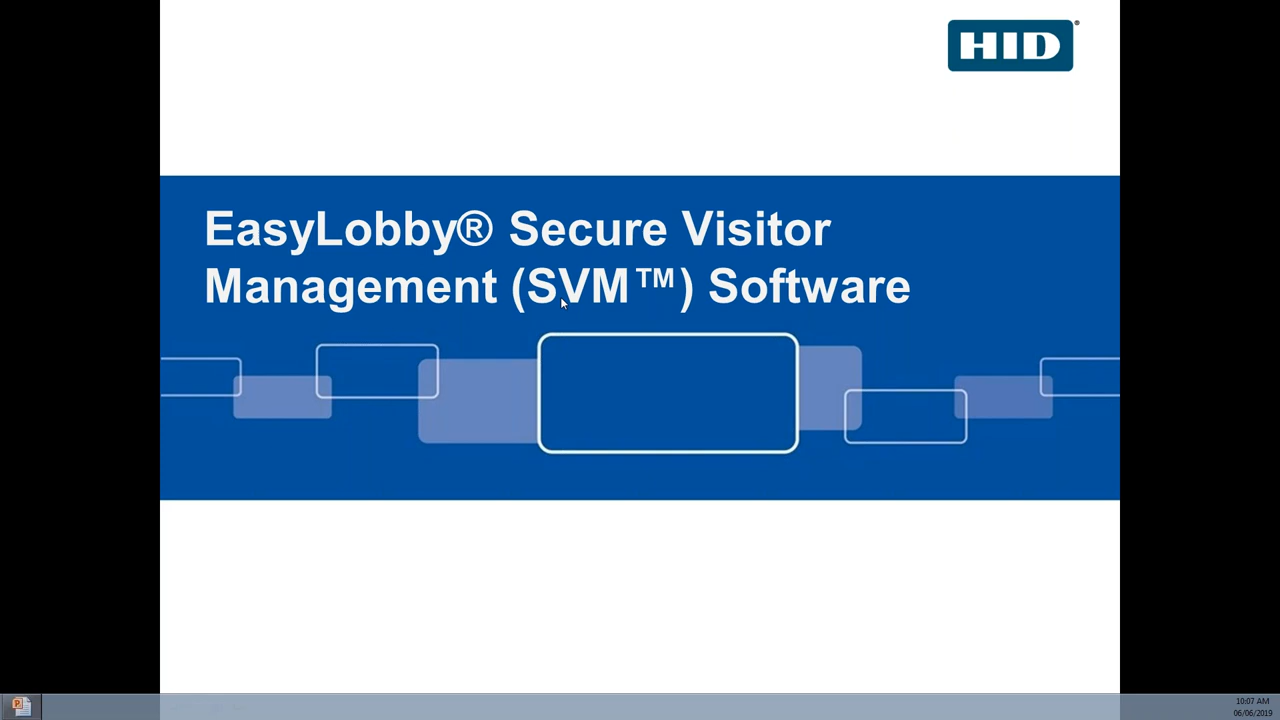 HID®
EasyLobby® Secure Visitor
Management (SVM™) Software
10:07 AM
06/06/2019